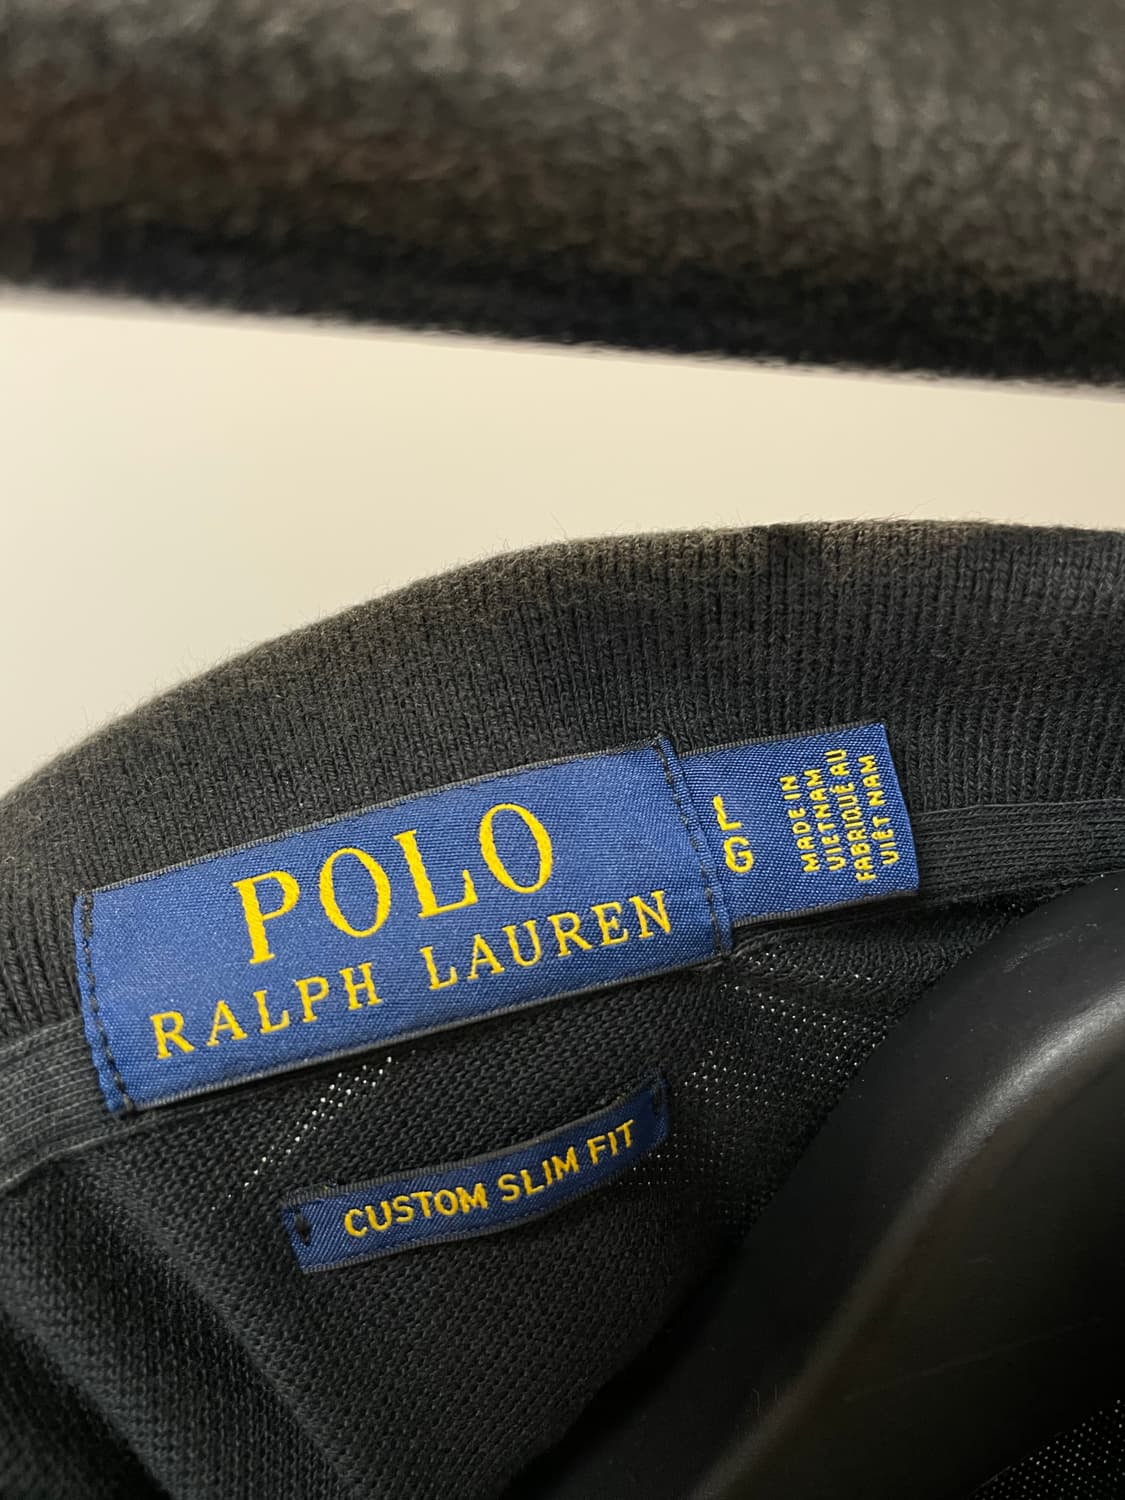 POLO
RALPH LAUREN
L
G
MADE IN
VIETNAM
FABRIQUÉ AU
VIÊT NAM
CUSTOM SLIM FIT